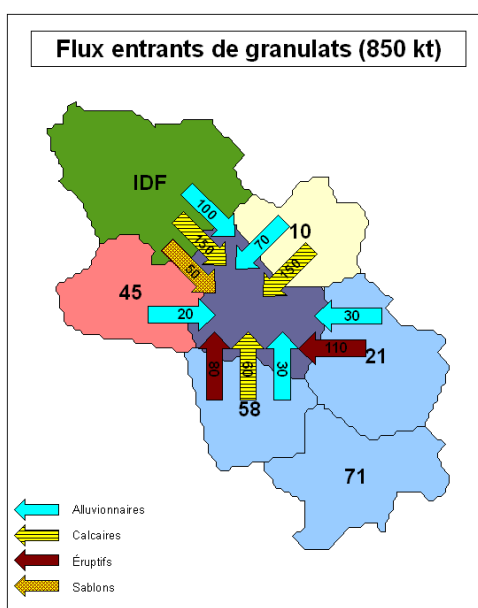 Flux entrants de granulats (850 kt)
IDF
100
10
150
70
50
150
45
20
30
110
21
80
60
30
58
71
Alluvionnaires
Calcaires
Éruptifs
Sablons